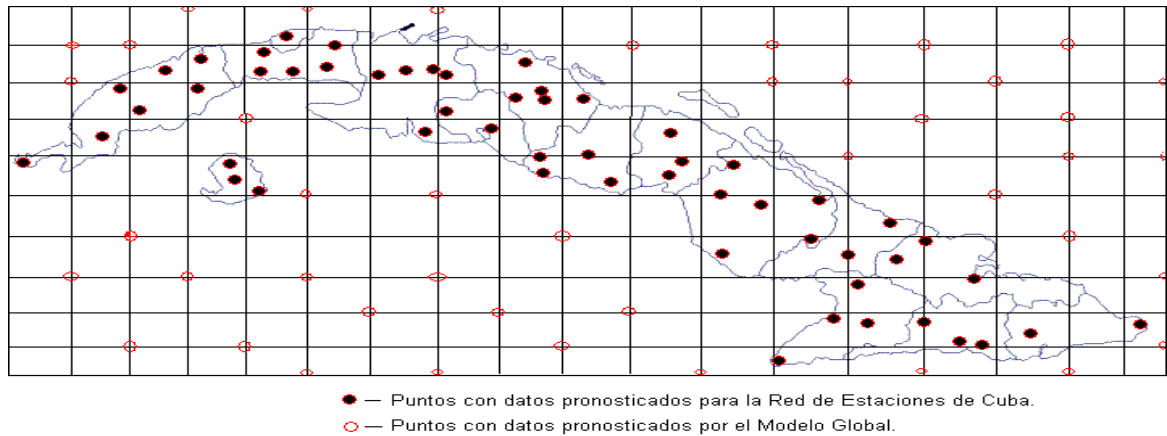 — Puntos con datos pronosticados para la Red de Estaciones de Cuba.
— Puntos con datos pronosticados por el Modelo Global.